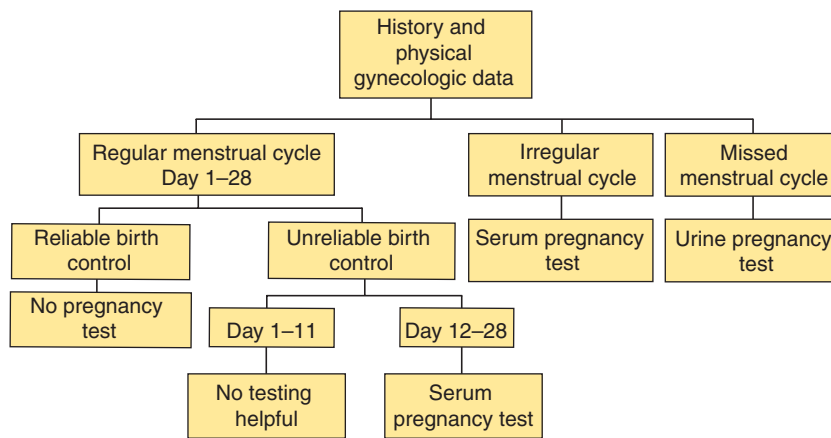 History and
physical
gynecologic data
Regular menstrual cycle
Day 1–28
Irregular
menstrual cycle
Missed
menstrual cycle
Reliable birth
control
Unreliable birth
control
Serum pregnancy
test
Urine pregnancy
test
No pregnancy
test
Day 1–11
Day 12–28
No testing
helpful
Serum
pregnancy test